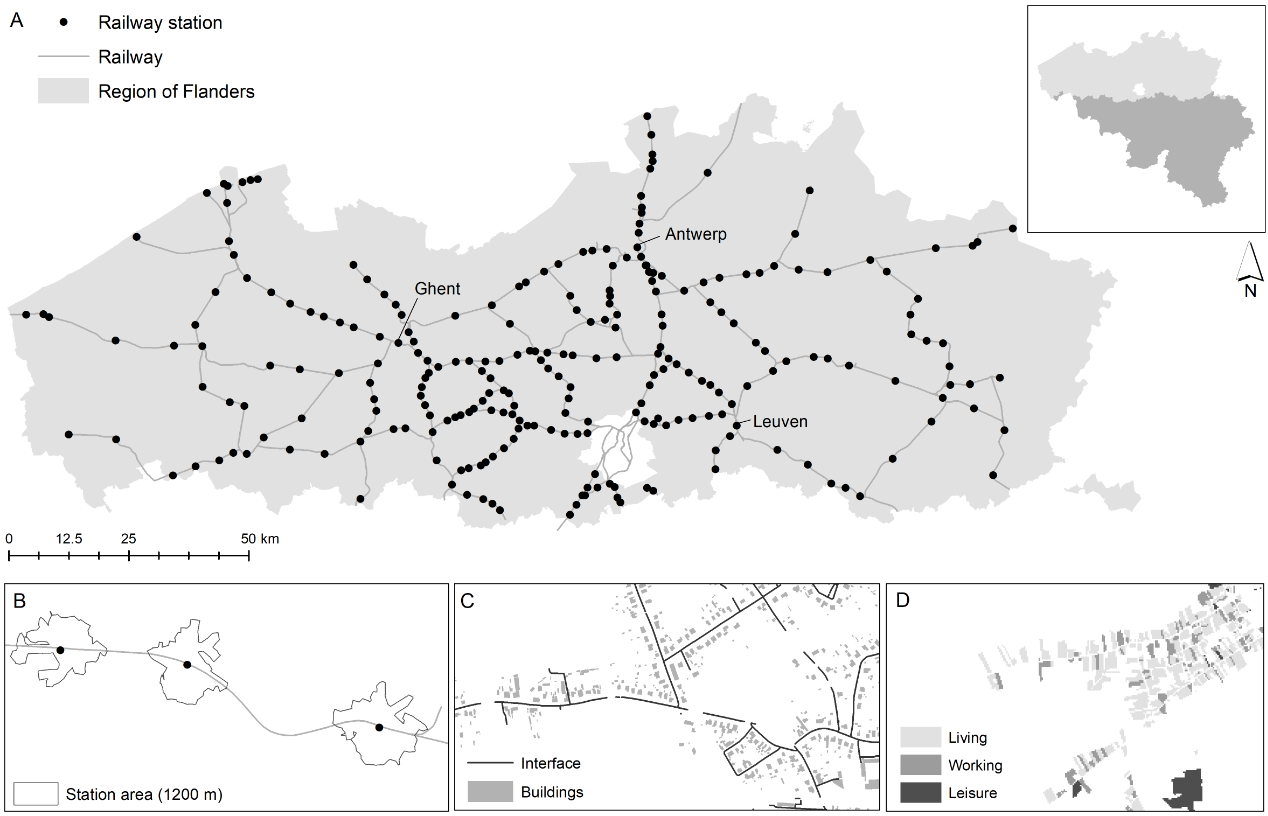 A
Railway station
Railway
Region of Flanders
Antwerp
Ghent
Leuven
N
0 12.5 25 50 km
B
Station area (1200 m)
C
Interface
Buildings
D
Living
Working
Leisure